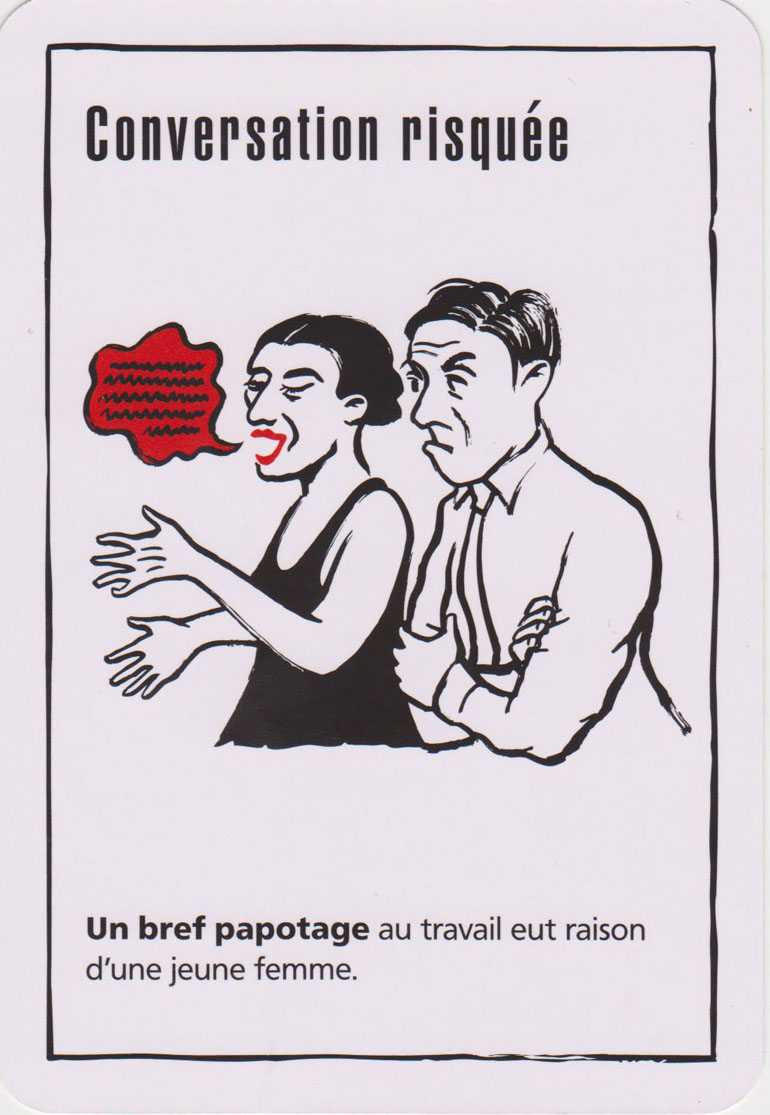 Conversation risquée
Un bref papotage au travail eut raison
d'une jeune femme.